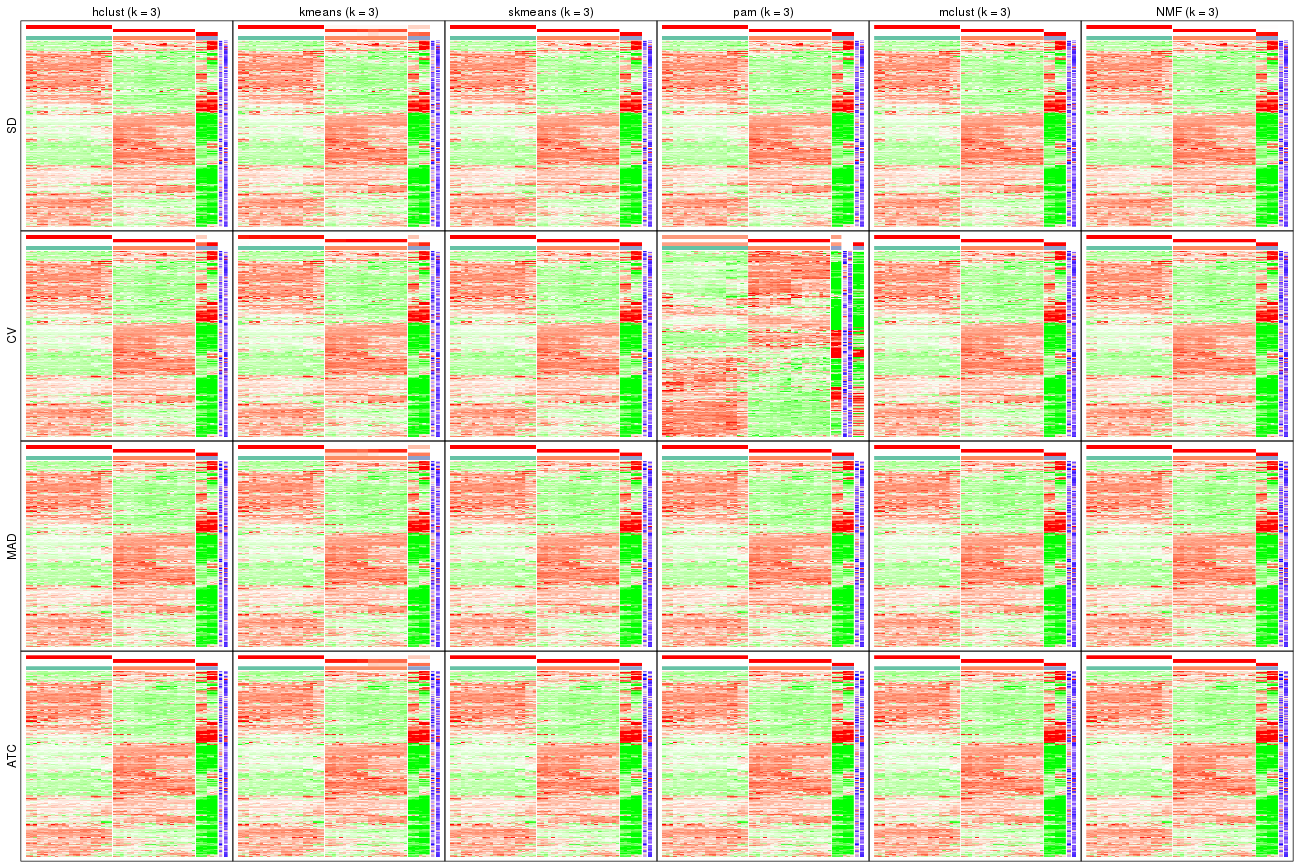 hclust (k = 3)
kmeans (k = 3)
skmeans (k = 3)
pam (k = 3)
mclust (k = 3)
NMF (k = 3)
SD
CV
MAD
ATC